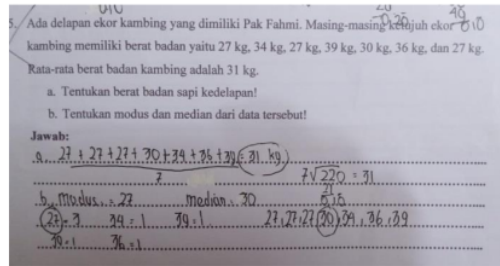 5. Ada delapan ekor kambing yang dimiliki Pak Fahmi. Masing-masing ketujuh ekor
kambing memiliki berat badan yaitu 27 kg, 34 kg, 27 kg, 39 kg, 30 kg, 36 kg, dan 27 kg.
Rata-rata berat badan kambing adalah 31 kg.
a. Tentukan berat badan sapi kedelapan!
b. Tentukan modus dan median dari data tersebut!
Jawab:
a. 27 + 27 + 27 + 30 + 34 + 36 + 39 = 31 kg
7
7√220 = 31
21
b. modus = 27 median = 30
27 = 3 34 = 1 39 = 1 27, 27, 27, 30, 34, 36, 39
30 = 1 36 = 1